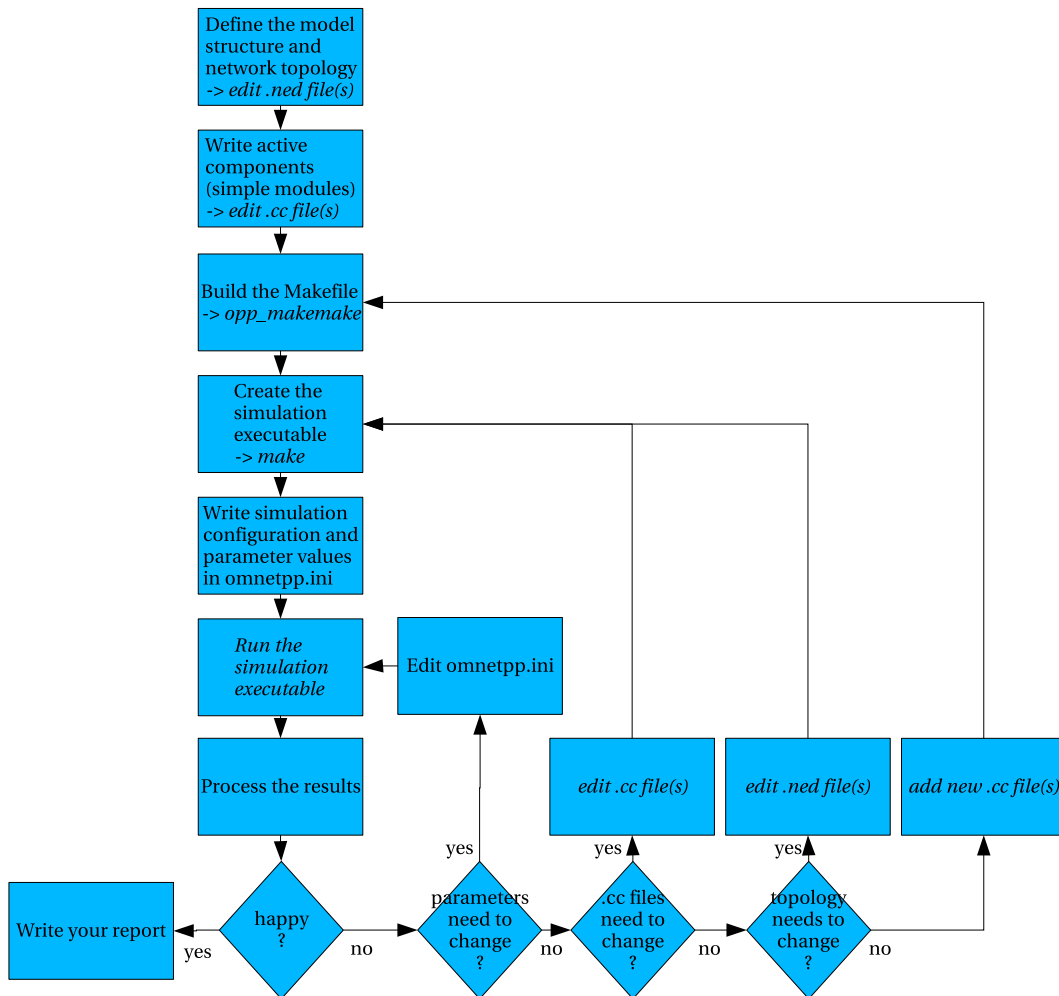 Define the model
structure and
network topology
-> edit .ned file(s)
Write active
components
(simple modules)
-> edit .cc file(s)
Build the Makefile
-> opp_makemake
Create the
simulation
executable
-> make
Write simulation
configuration and
parameter values
in omnetpp.ini
Run the
simulation
executable
Edit omnetpp.ini
Process the results
edit .cc file(s)
edit .ned file(s)
add new .cc file(s)
yes
yes
yes
Write your report
yes
happy
?
no
parameters
need to
change
?
no
.cc files
need to
change
?
no
topology
needs to
change
?
no